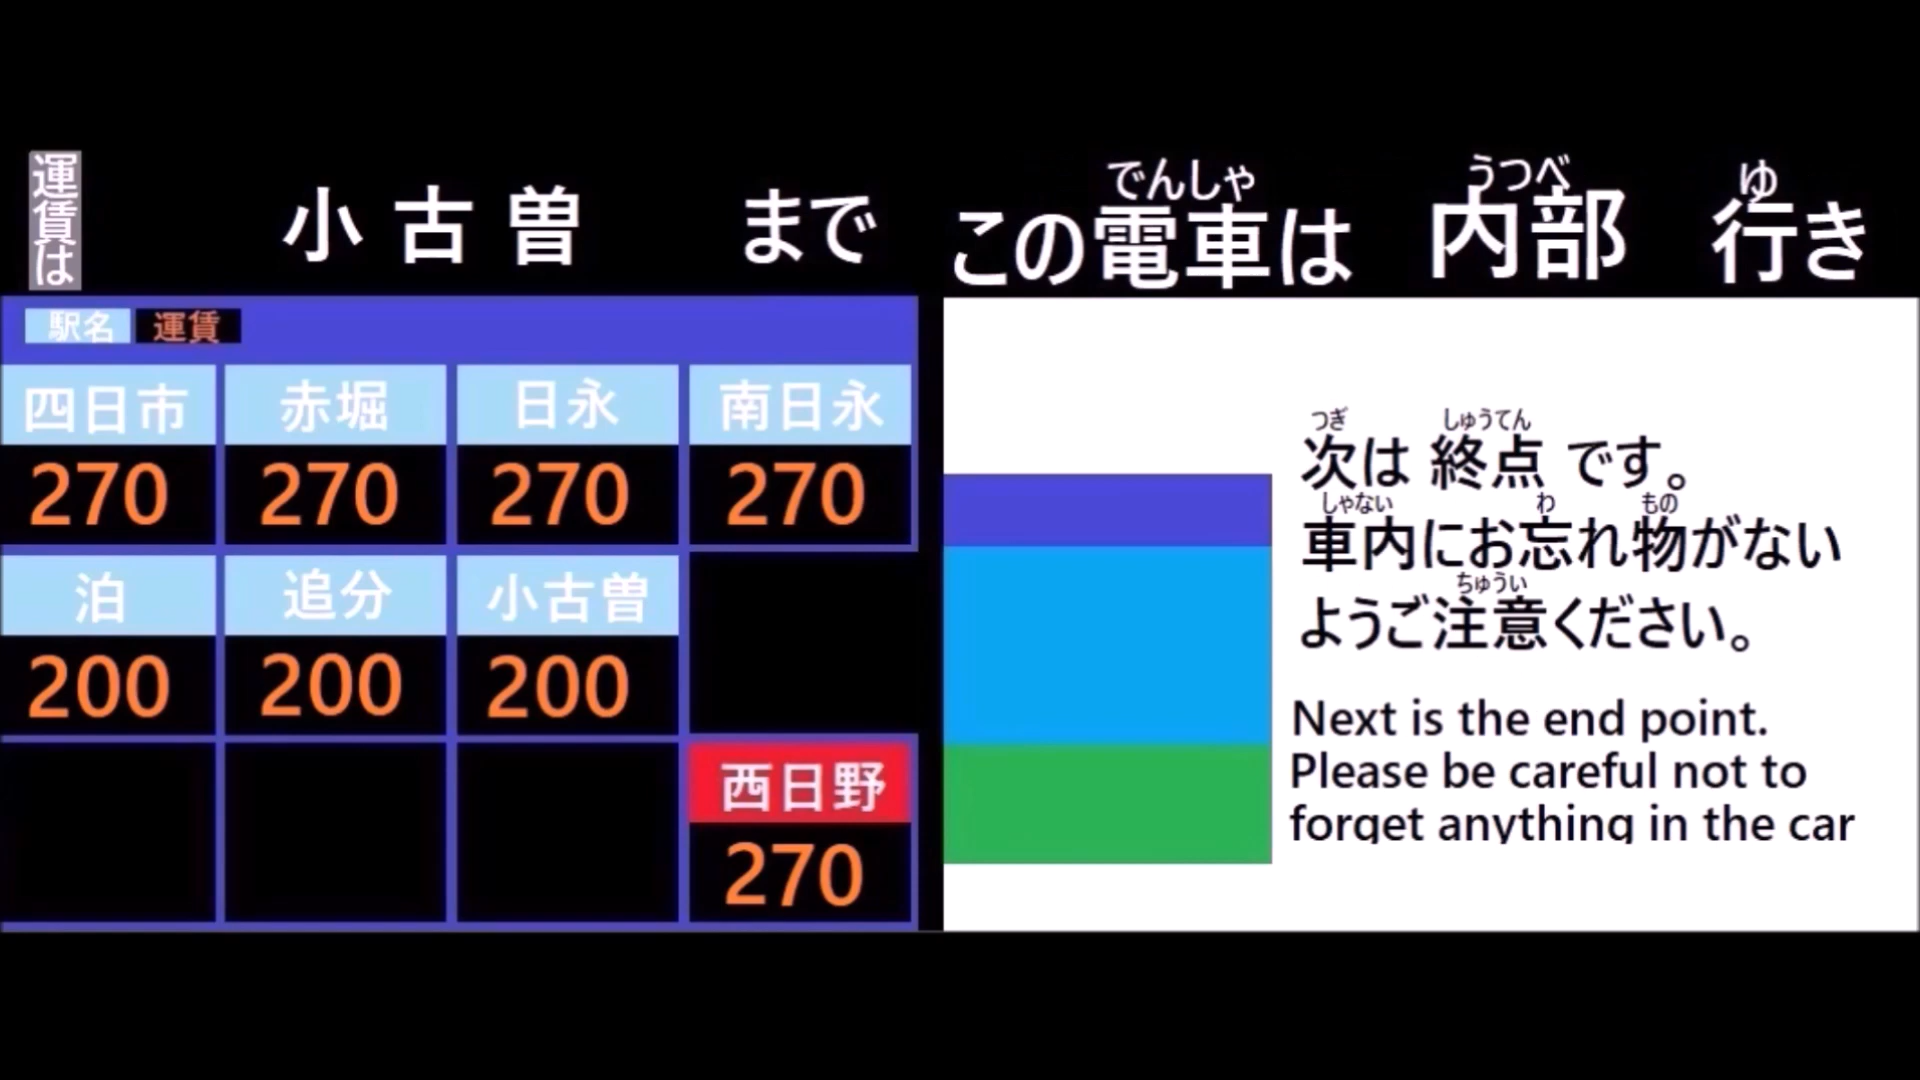 運賃は 小古曽 まで
駅名 運賃
四日市 赤堀 日永 南日永
270 270 270 270
泊 追分 小古曽
200 200 200
西日野
270
でんしゃ うつべ ゆ
この電車は 内部 行き
つぎ しゅうてん
次は 終点 です。
しゃない わ もの
車内にお忘れ物がない
ちゅうい
ようご注意ください。
Next is the end point.
Please be careful not to
forget anything in the car